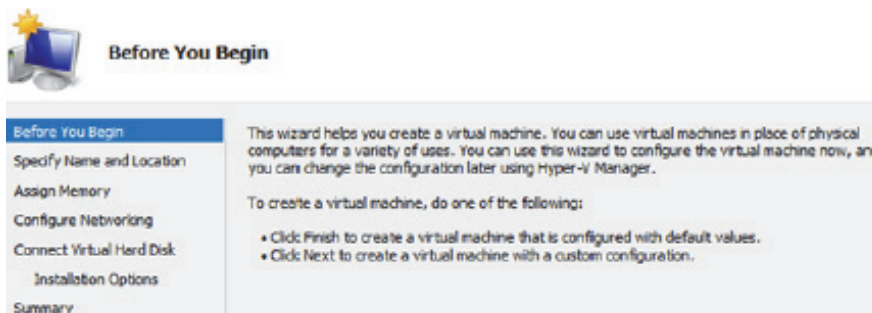 Before You Begin
Before You Begin
Specify Name and Location
Assign Memory
Configure Networking
Connect Virtual Hard Disk
Installation Options
Summary
This wizard helps you create a virtual machine. You can use virtual machines in place of physical
computers for a variety of uses. You can use this wizard to configure the virtual machine now, an
you can change the configuration later using Hyper-V Manager.
To create a virtual machine, do one of the following:
• Click Finish to create a virtual machine that is configured with default values.
• Click Next to create a virtual machine with a custom configuration.